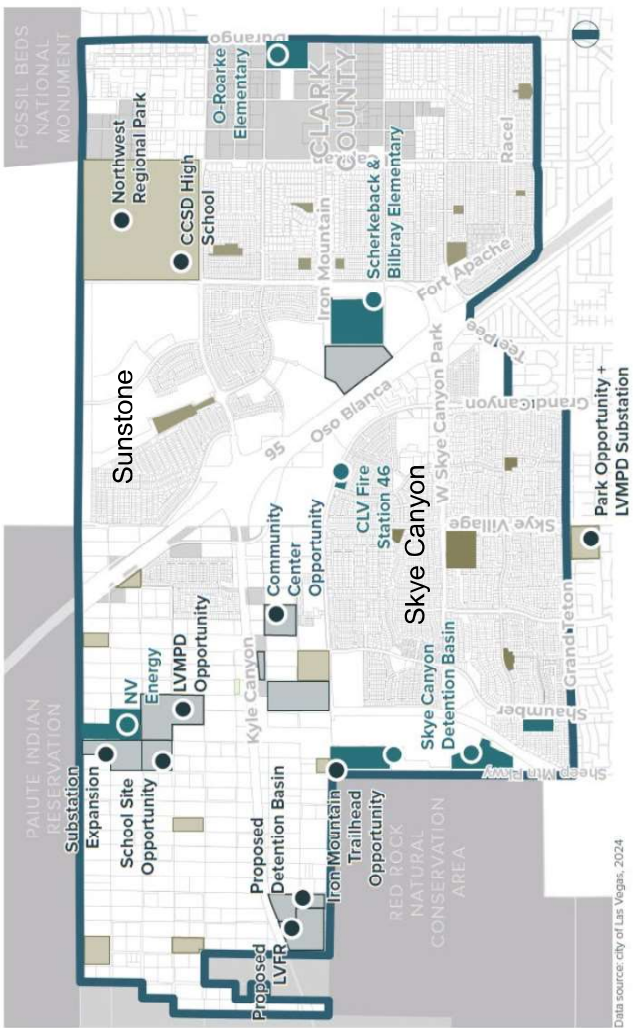 FOSSIL BEDS
NATIONAL
MONUMENT
Durango
O-Roarke
Elementary
CLARK
COUNTY
Northwest
Regional Park
CCSD High
School
Iron Mountain
Scherkeback &
Bilbray Elementary
Racel
Fort Apache
Sunstone
95
Oso Blanca
W Skye Canyon Park
Teepee
Grand Canyon
Park Opportunity +
LVMPD Substation
CLV Fire
Station 46
Skye Canyon
Skye Village
Community
Center
Opportunity
PAIUTE INDIAN
RESERVATION
NV
Energy
LVMPD
Opportunity
Kyle Canyon
Skye Canyon
Detention Basin
Grand Teton
Shaumber
Sheep Mtn Pkwy
Substation
Expansion
School Site
Opportunity
Proposed
Detention Basin
Iron Mountain
Trailhead
Opportunity
RED ROCK
NATURAL
CONSERVATION
AREA
Proposed
LVFR
Data source: city of Las Vegas, 2024